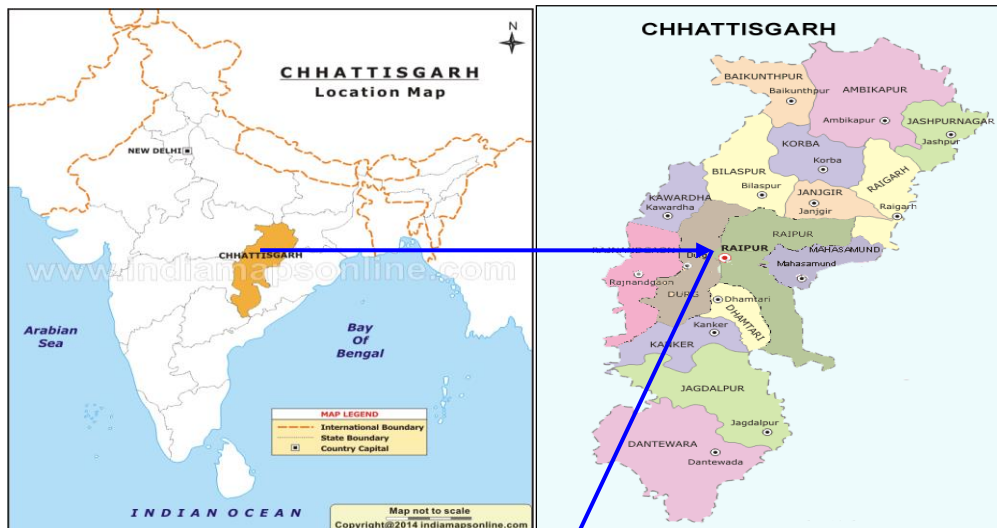 N
CHHATTISGARH
Location Map
NEW DELHI
CHHATTISGARH
www.indiamapsonline.com
Arabian
Sea
Bay
Of
Bengal
MAP LEGEND
International Boundary
State Boundary
Country Capital
INDIAN OCEAN
Map not to scale
Copyright@2014 indiamapsonline.com
CHHATTISGARH
BAIKUNTHPUR
Baikunthpur
AMBIKAPUR
Ambikapur
JASHPURNAGAR
Jashpur
KORBA
Korba
BILASPUR
Bilaspur
RAIGARH
Raigarh
JANJGIR
Janjgir
KAWARDHA
Kawardha
RAIPUR
RAIPUR
MAHASAMUND
Mahasamund
Rajnandgaon
DURG
Dhamtari
DHAMTARI
Kanker
KANKER
JAGDALPUR
Jagdalpur
DANTEWARA
Dantewada